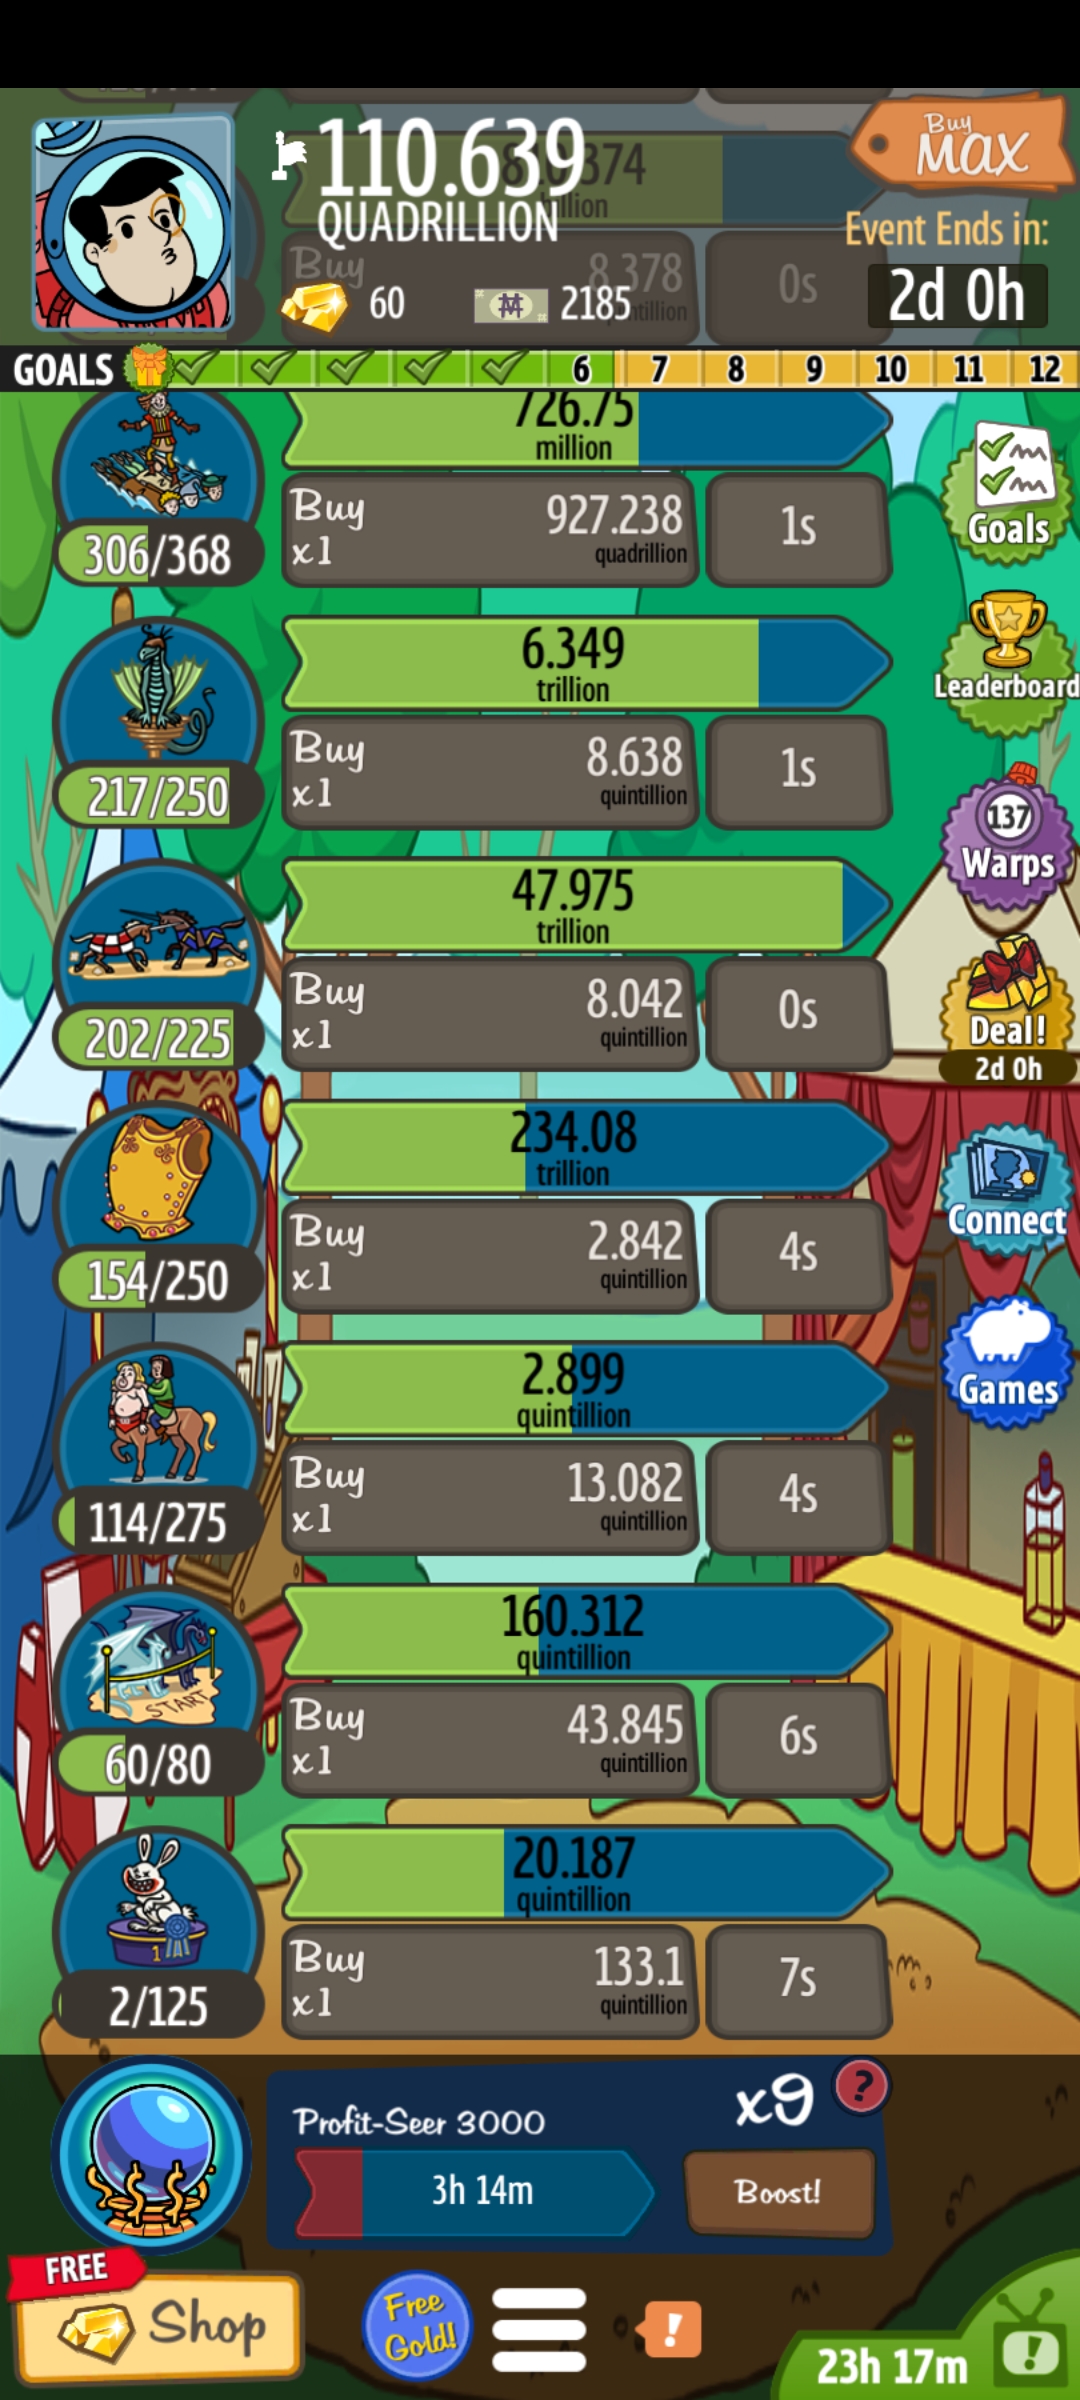 110.639
QUADRILLION
Buy
MAX
Event Ends in:
2d 0h
60
2185
Buy
8.378
0s
GOALS 6 7 8 9 10 11 12
726.75
million
306/368
Buy
x1
927.238
quadrillion
1s
Goals
6.349
trillion
217/250
Buy
x1
8.638
quintillion
1s
Leaderboard
47.975
trillion
202/225
Buy
x1
8.042
quintillion
0s
137
Warps
Deal!
2d 0h
234.08
trillion
154/250
Buy
x1
2.842
quintillion
4s
Connect
2.899
quintillion
114/275
Buy
x1
13.082
quintillion
4s
Games
160.312
quintillion
START
60/80
Buy
x1
43.845
quintillion
6s
20.187
quintillion
1
2/125
Buy
x1
133.1
quintillion
7s
Profit-Seer 3000
x9
?
3h 14m
Boost!
FREE
Shop
Free
Gold!
!
23h 17m
!